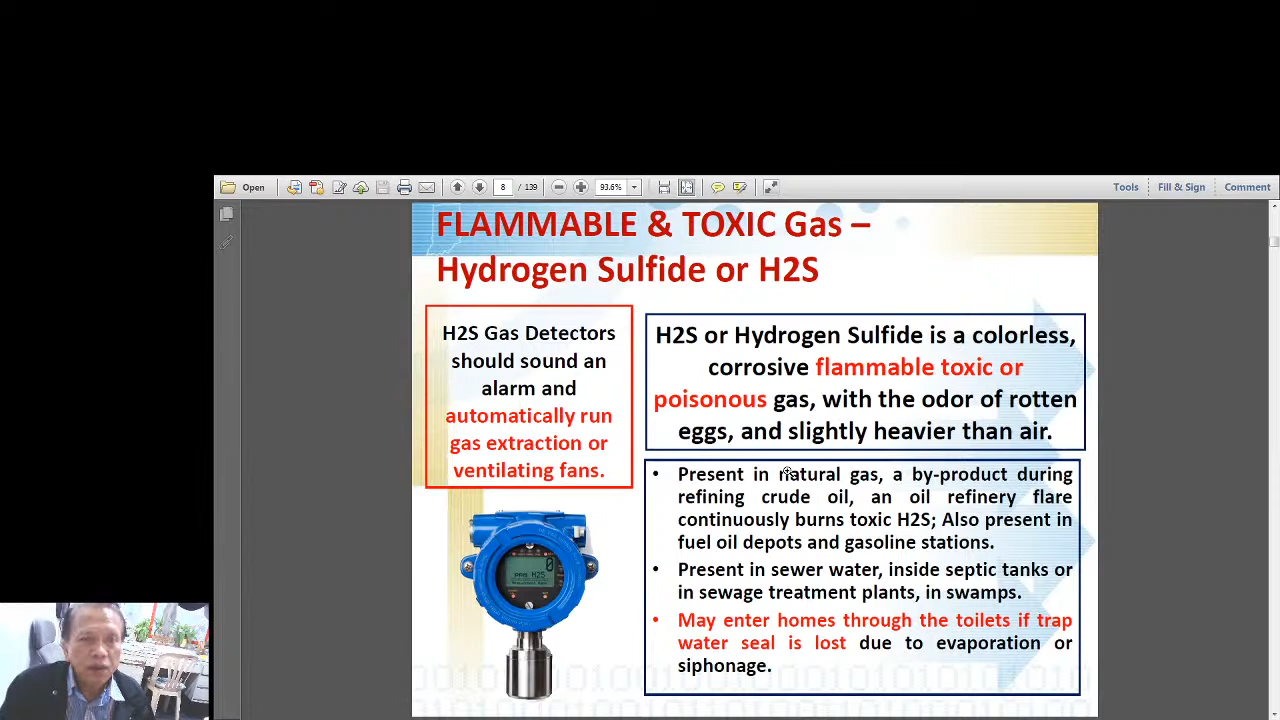 Open
8
/ 139
93.6%
Tools
Fill & Sign
Comment
FLAMMABLE & TOXIC Gas –
Hydrogen Sulfide or H2S
H2S Gas Detectors
should sound an
alarm and
automatically run
gas extraction or
ventilating fans.
H2S or Hydrogen Sulfide is a colorless,
corrosive flammable toxic or
poisonous gas, with the odor of rotten
eggs, and slightly heavier than air.
• Present in natural gas, a by-product during
refining crude oil, an oil refinery flare
continuously burns toxic H2S; Also present in
fuel oil depots and gasoline stations.
• Present in sewer water, inside septic tanks or
in sewage treatment plants, in swamps.
• May enter homes through the toilets if trap
water seal is lost due to evaporation or
siphonage.
0
PPM H2S